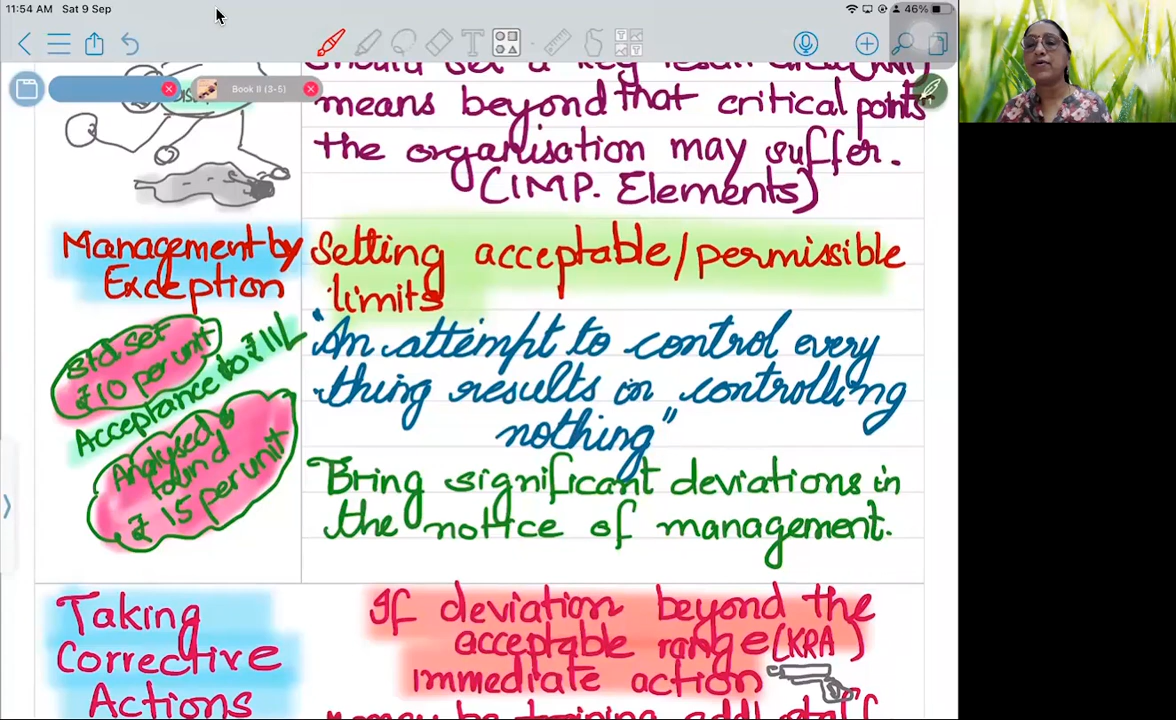 11:54 AM Sat 9 Sep
46%
Book II (3-5)
means beyond that critical points
the organisation may suffer.
(IMP. Elements)
Management by
Exception
Setting acceptable/permissible
limits
std set
₹10 per unit
Acceptance to ₹11
Analysed &
found
₹ 15 per unit
"An attempt to control every
thing results in controlling
nothing"
Bring significant deviations in
the notice of management.
Taking
Corrective
Actions
If deviation beyond the
acceptable range (KRA)
immediate action